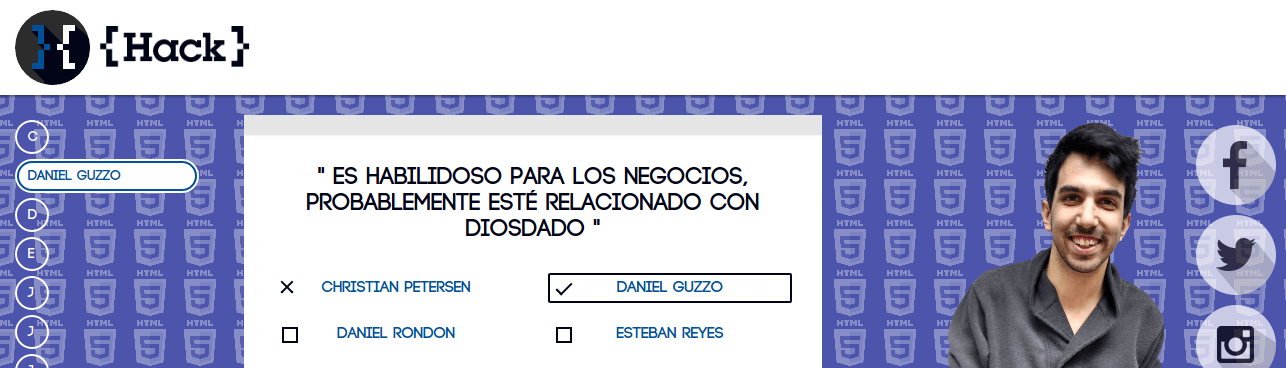 {Hack}
C
DANIEL GUZZO
D
E
J
J
J
" ES HABILIDOSO PARA LOS NEGOCIOS,
PROBABLEMENTE ESTÉ RELACIONADO CON
DIOSDADO "
CHRISTIAN PETERSEN
DANIEL GUZZO
DANIEL RONDON
ESTEBAN REYES
HTML